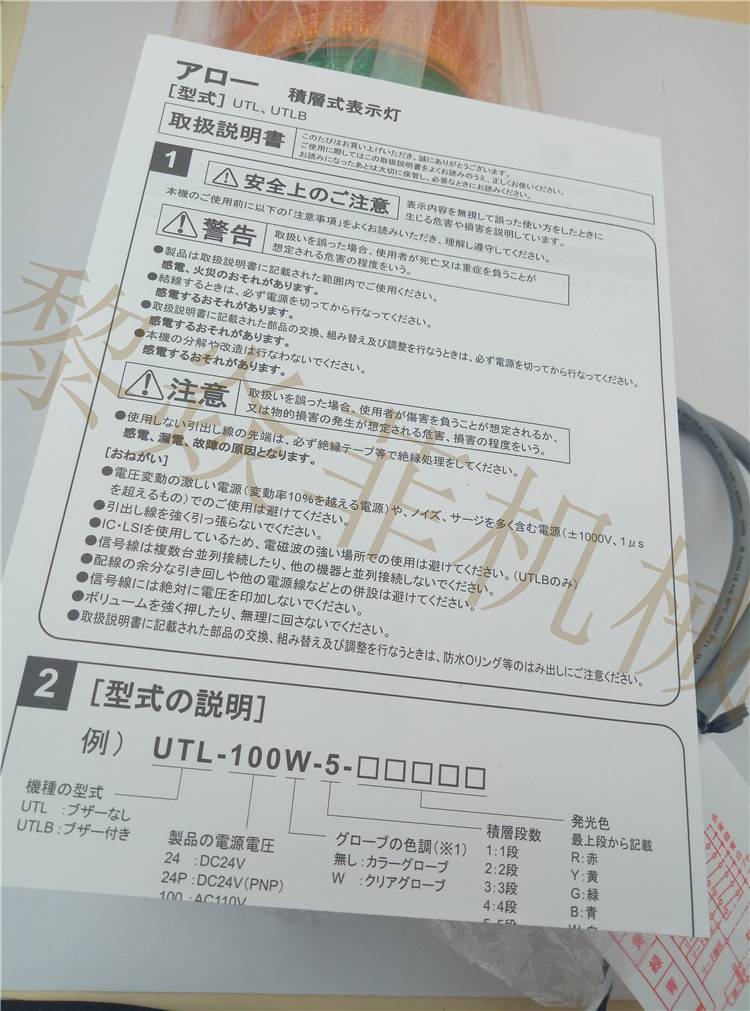 アロー 積層式表示灯
[型式] UTL、UTLB
取扱説明書
このたびはお買い上げいただき、誠にありがとうございます。
ご使用に際してはこの取扱説明書をよくお読みのうえ、正しくお使いください。
お読みになったあとは大切に保管し、必要なときにお読みください。
1
安全上のご注意
表示内容を無視して誤った使い方をしたときに
生じる危害や損害を説明しています。
本機のご使用前に以下の「注意事項」をよくお読みいただき、理解し遵守してください。
警告
取扱いを誤った場合、使用者が死亡又は重症を負うことが
想定される危害の程度をいう。
●製品は取扱説明書に記載された範囲内でご使用ください。
感電、火災のおそれがあります。
●結線するときは、必ず電源を切ってから行なってください。
感電するおそれがあります。
●取扱説明書に記載された部品の交換、組み替え及び調整を行なうときは、必ず電源を切ってから行なってください。
感電するおそれがあります。
●本機の分解や改造は行なわないでください。
感電するおそれがあります。
注意
取扱いを誤った場合、使用者が傷害を負うことが想定されるか、
又は物的損害の発生が想定される危害、損害の程度をいう。
●使用しない引出し線の先端は、必ず絶縁テープ等で絶縁処理をしてください。
感電、漏電、故障の原因となります。
[おねがい]
●電圧変動の激しい電源(変動率10%を越える電源)や、ノイズ、サージを多く含む電源(±1000V、1μs
を超えるもの)でのご使用は避けてください。
●引出し線を強く引っ張らないでください。
●IC・LSIを使用しているため、電磁波の強い場所での使用は避けてください。(UTLBのみ)
●信号線は複数台並列接続したり、他の機器と並列接続しないでください。
●配線の余分な引き回しや他の電源線などとの併設は避けてください。
●信号線には絶対に電圧を印加しないでください。
●ボリュームを強く押したり、無理に回さないでください。
●取扱説明書に記載された部品の交換、組み替え及び調整を行なうときは、防水Oリング等のはみ出しにご注意ください。
2
[型式の説明]
例) UTL-100W-5-□□□□□
機種の型式
UTL :ブザーなし
UTLB:ブザー付き
製品の電源電圧
24 :DC24V
24P:DC24V(PNP)
100 :AC110V
グローブの色調(※1)
無し:カラーグローブ
W :クリアグローブ
積層段数
1:1段
2:2段
3:3段
4:4段
5:5段
発光色
最上段から記載
R:赤
Y:黄
G:緑
B:青
W:白
黄
緑
青
黎
菲机械